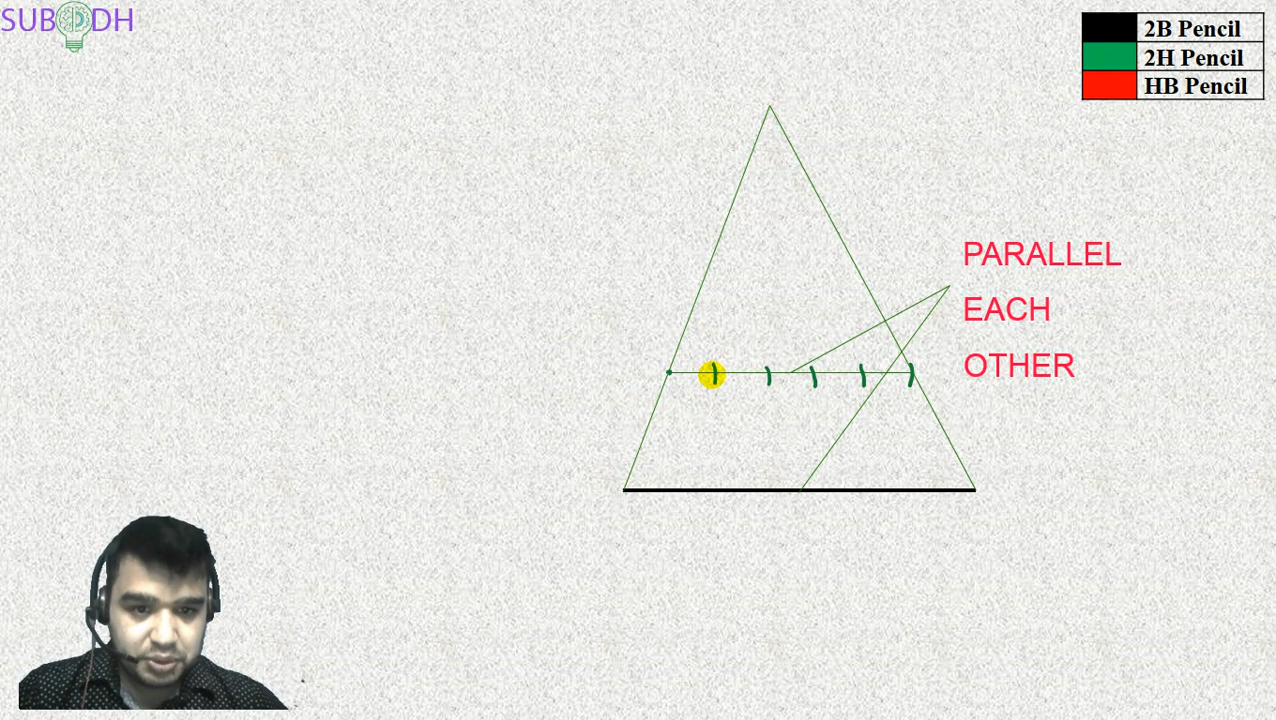 SUBODH
2B Pencil
2H Pencil
HB Pencil
PARALLEL
EACH
OTHER